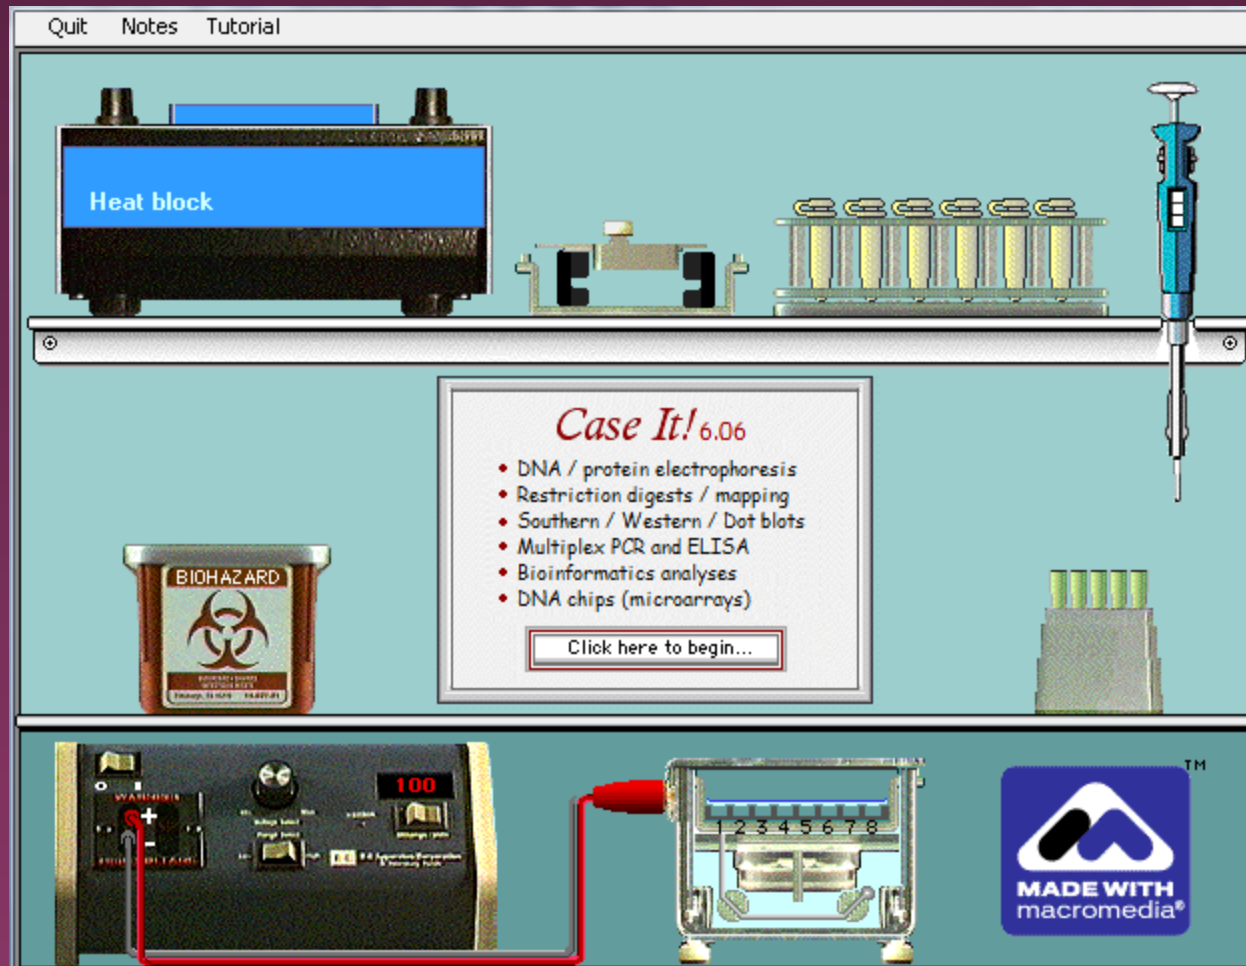 Quit Notes Tutorial
Heat block
Case It! 6.06
• DNA / protein electrophoresis
• Restriction digests / mapping
• Southern / Western / Dot blots
• Multiplex PCR and ELISA
• Bioinformatics analyses
• DNA chips (microarrays)
Click here to begin...
BIOHAZARD
100
WARNING
+
-
1 2 3 4 5 6 7 8
TM
MADE WITH
macromedia®